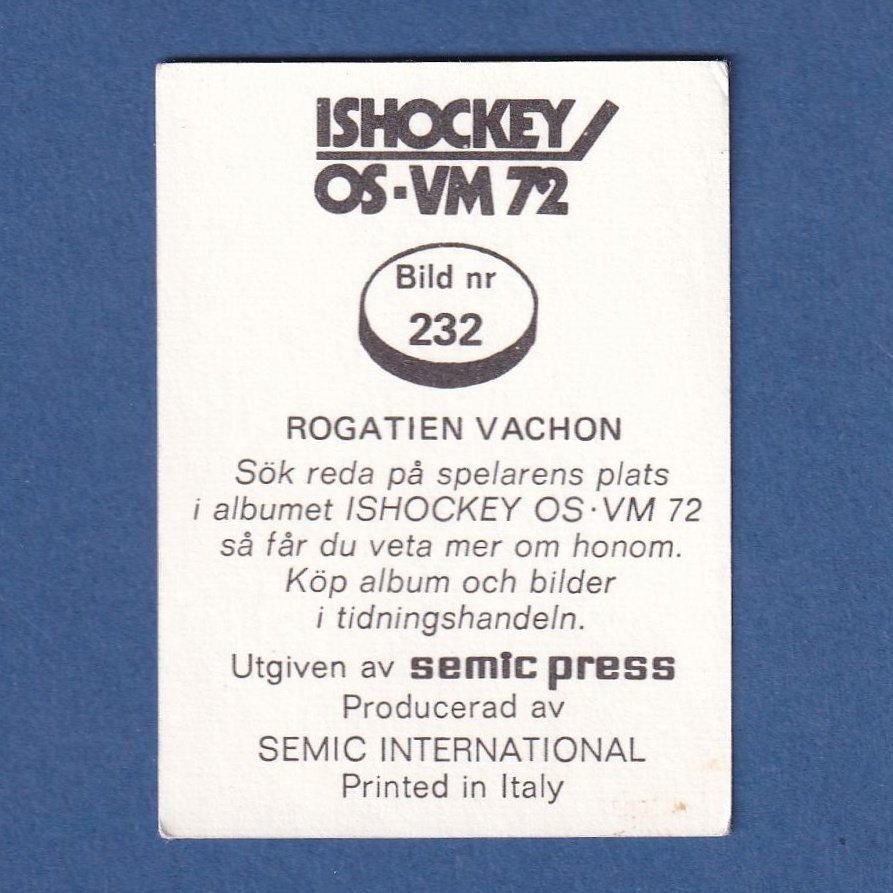 ISHOCKEY
OS·VM 72
Bild nr
232
ROGATIEN VACHON
Sök reda på spelarens plats
i albumet ISHOCKEY OS·VM 72
så får du veta mer om honom.
Köp album och bilder
i tidningshandeln.
Utgiven av semic press
Producerad av
SEMIC INTERNATIONAL
Printed in Italy